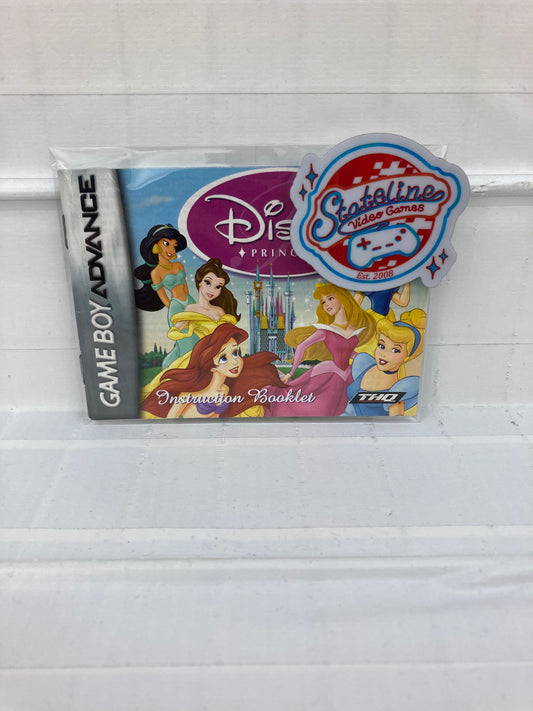 GAME BOY ADVANCE
Dis
PRINC
Stateline
Video Games
Est. 2008
Instruction Booklet
THQ